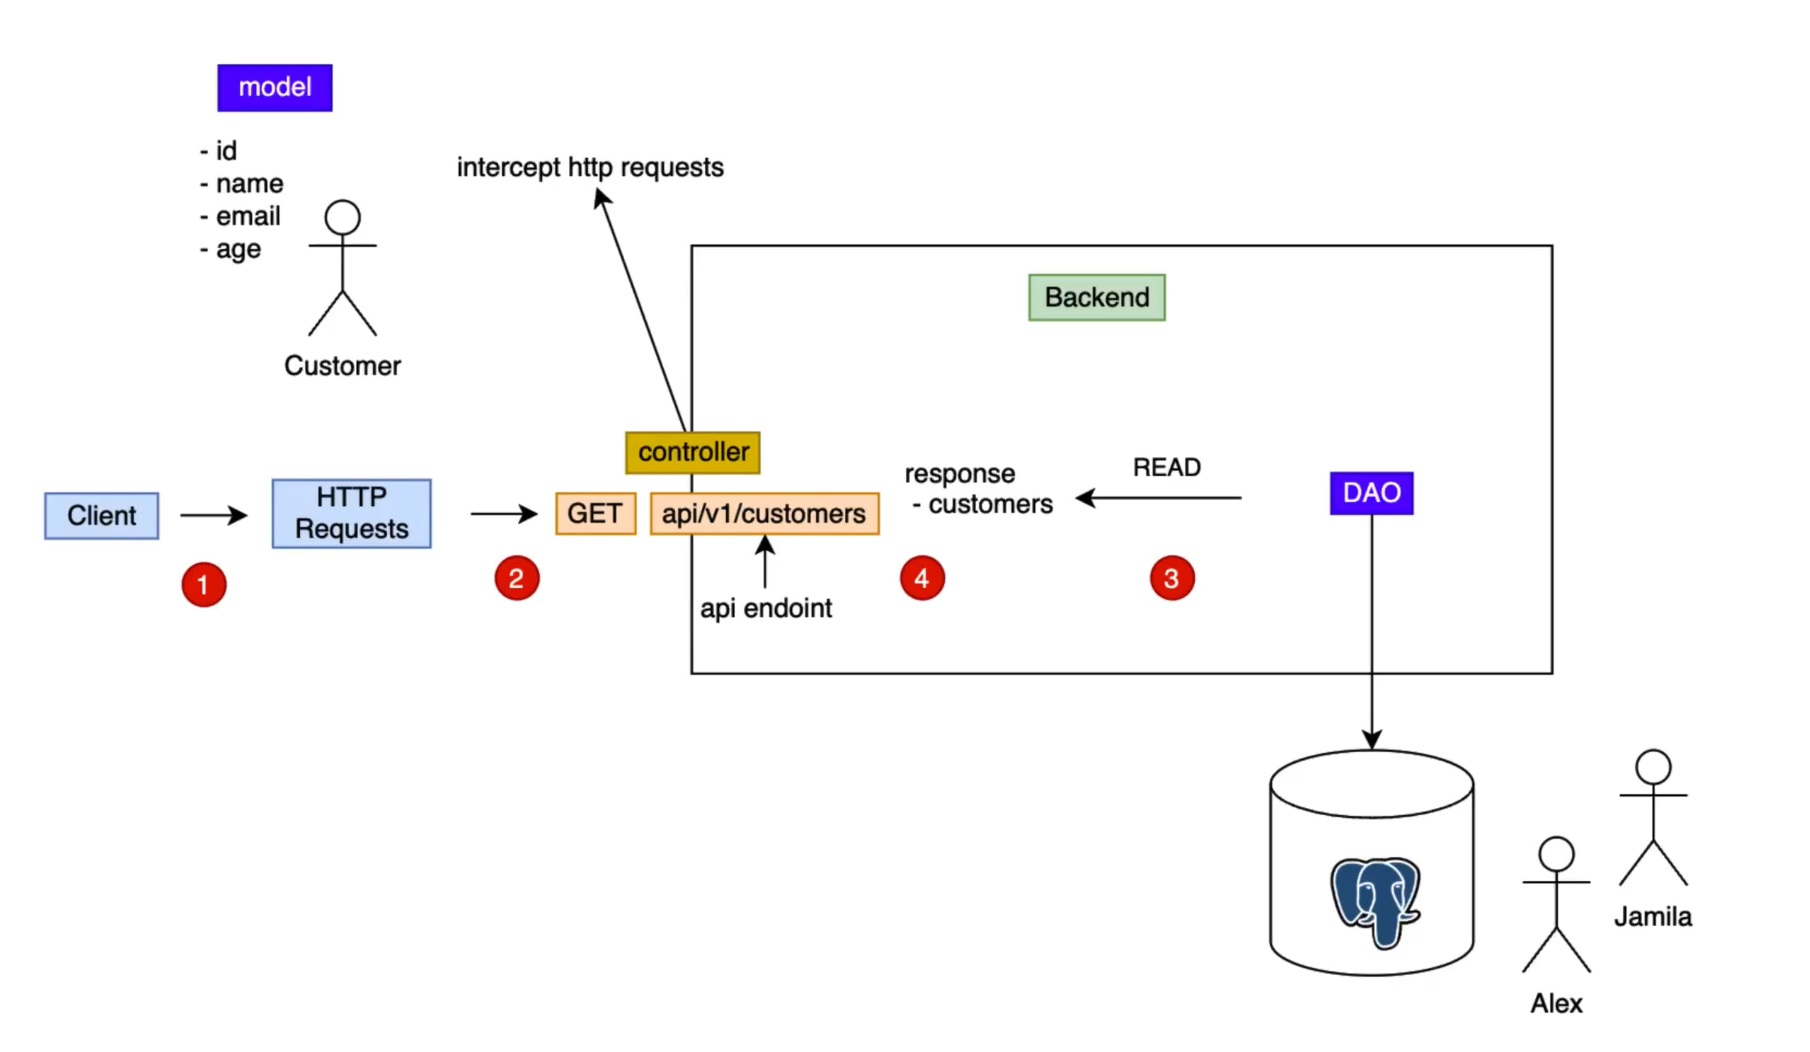 model
- id
- name
- email
- age
Customer
intercept http requests
Backend
controller
Client
HTTP
Requests
GET
api/v1/customers
response
- customers
READ
DAO
1
2
4
3
api endoint
Jamila
Alex